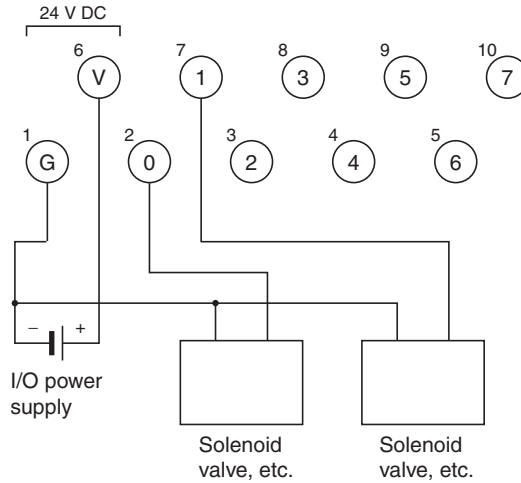 24 V DC
6 7 8 9 10
V 1 3 5 7
1 2 3 4 5
G 0 2 4 6
– +
I/O power
supply
Solenoid
valve, etc.
Solenoid
valve, etc.